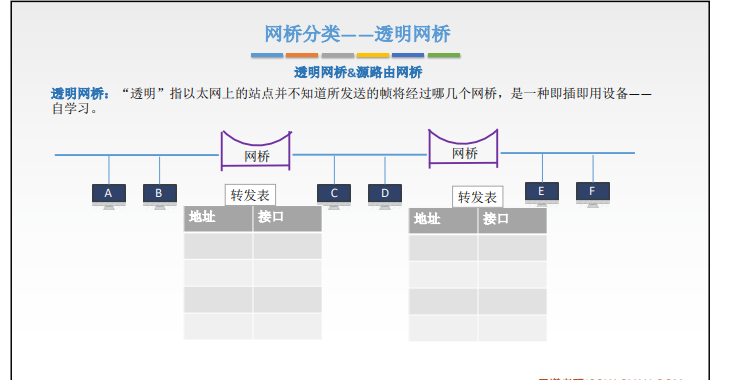 网桥分类——透明网桥
透明网桥&源路由网桥
透明网桥：“透明”指以太网上的站点并不知道所发送的帧将经过哪几个网桥，是一种即插即用设备——
自学习。
网桥
网桥
A
B
C
D
E
F
转发表
转发表
地址 接口
地址 接口